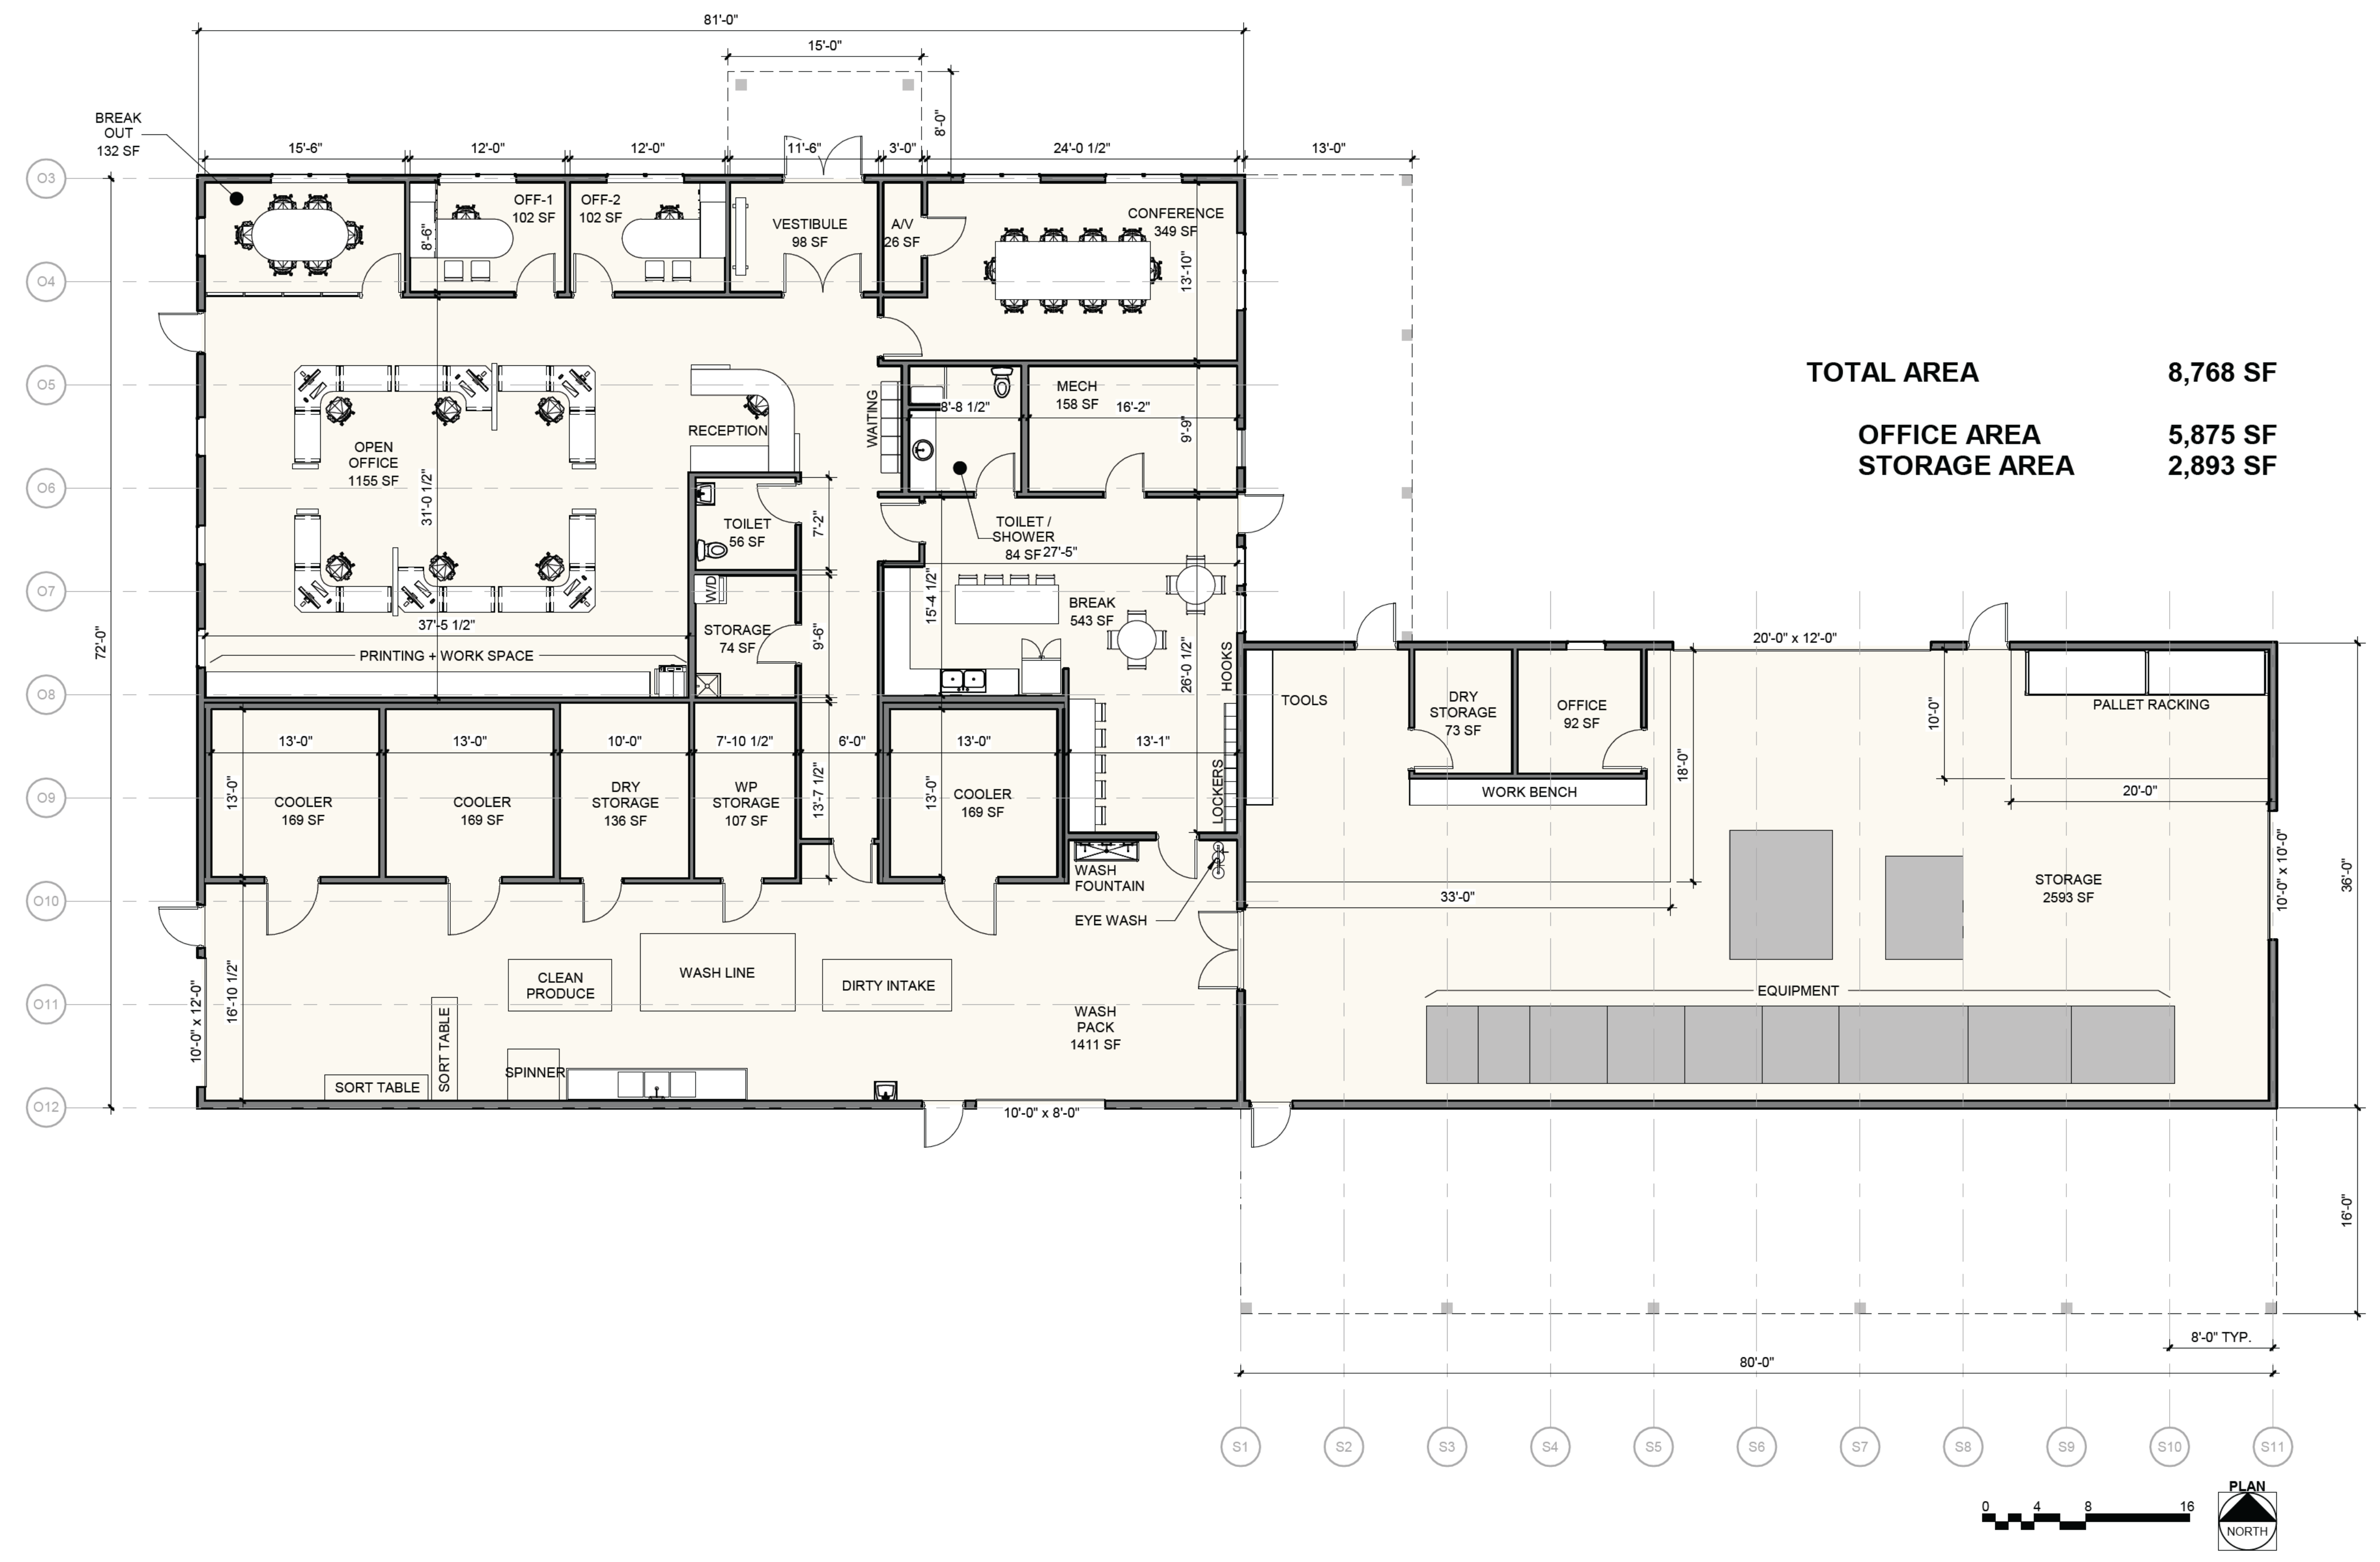 81'-0"
15'-0"
8'-0"
BREAK
OUT
132 SF
15'-6"
12'-0"
12'-0"
11'-6"
3'-0"
24'-0 1/2"
13'-0"
O3
OFF-1
102 SF
OFF-2
102 SF
8'-6"
VESTIBULE
98 SF
A/V
26 SF
CONFERENCE
349 SF
13'-10"
O4
TOTAL AREA 8,768 SF
OFFICE AREA 5,875 SF
STORAGE AREA 2,893 SF
O5
WAITING
8'-8 1/2"
MECH
158 SF
16'-2"
9'-9"
RECEPTION
OPEN
OFFICE
1155 SF
31'-0 1/2"
O6
TOILET
56 SF
7'-2"
TOILET /
SHOWER
84 SF
27'-5"
O7
W/D
15'-4 1/2"
BREAK
543 SF
37'-5 1/2"
STORAGE
74 SF
9'-6"
72'-0"
PRINTING + WORK SPACE
26'-0 1/2"
HOOKS
20'-0" x 12'-0"
O8
TOOLS
DRY
STORAGE
73 SF
OFFICE
92 SF
10'-0"
PALLET RACKING
13'-0"
13'-0"
10'-0"
7'-10 1/2"
6'-0"
13'-0"
13'-1"
18'-0"
13'-0"
COOLER
169 SF
COOLER
169 SF
DRY
STORAGE
136 SF
WP
STORAGE
107 SF
13'-7 1/2"
13'-0"
COOLER
169 SF
LOCKERS
WORK BENCH
20'-0"
O9
WASH
FOUNTAIN
EYE WASH
33'-0"
STORAGE
2593 SF
10'-0" x 10'-0"
36'-0"
O10
CLEAN
PRODUCE
WASH LINE
DIRTY INTAKE
EQUIPMENT
O11
10'-0" x 12'-0"
16'-10 1/2"
SORT TABLE
SORT TABLE
SPINNER
WASH
PACK
1411 SF
O12
10'-0" x 8'-0"
16'-0"
8'-0" TYP.
80'-0"
S1
S2
S3
S4
S5
S6
S7
S8
S9
S10
S11
0 4 8 16
PLAN
NORTH